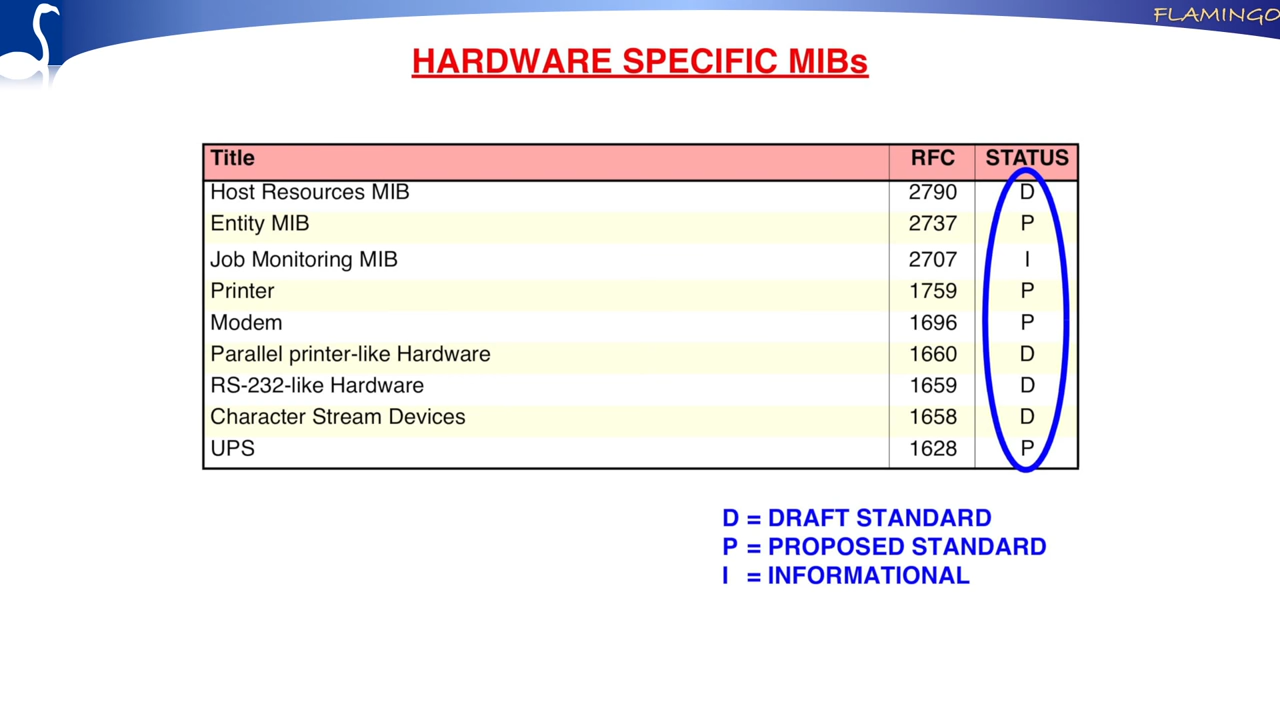 FLAMINGO
HARDWARE SPECIFIC MIBs
Title RFC STATUS
Host Resources MIB 2790 D
Entity MIB 2737 P
Job Monitoring MIB 2707 I
Printer 1759 P
Modem 1696 P
Parallel printer-like Hardware 1660 D
RS-232-like Hardware 1659 D
Character Stream Devices 1658 D
UPS 1628 P
D = DRAFT STANDARD
P = PROPOSED STANDARD
I = INFORMATIONAL